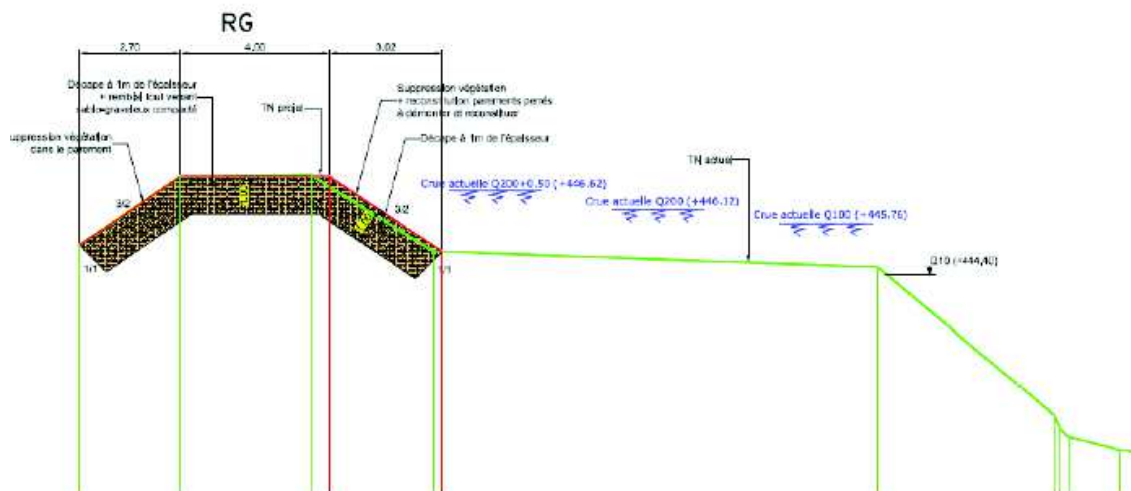 RG
2.70
4.00
3.02
Décape à 1m de l'épaisseur
+ remblai tout venant
sablo-graveleux compacté
TN projet
Suppression végétation
+ reconstitution parements perrés
à démonter et reconstituer
Décape à 1m de l'épaisseur
uppression végétation
dans le parement
TN actuel
3/2
3/2
Crue actuelle Q200+0.50 (+446.62)
Crue actuelle Q200 (+446.12)
Crue actuelle Q100 (+445.76)
Q10 (+444,40)
1/1
1/1